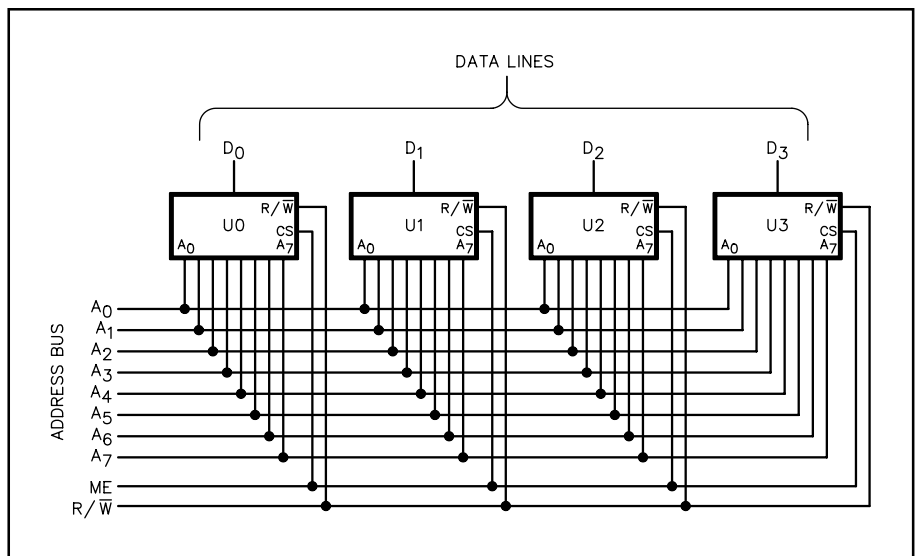 DATA LINES
D0 D1 D2 D3
R/W̅ R/W̅ R/W̅ R/W̅
U0 U1 U2 U3
CS CS CS CS
A0 A7 A0 A7 A0 A7 A0 A7
ADDRESS BUS
A0
A1
A2
A3
A4
A5
A6
A7
ME
R/W̅